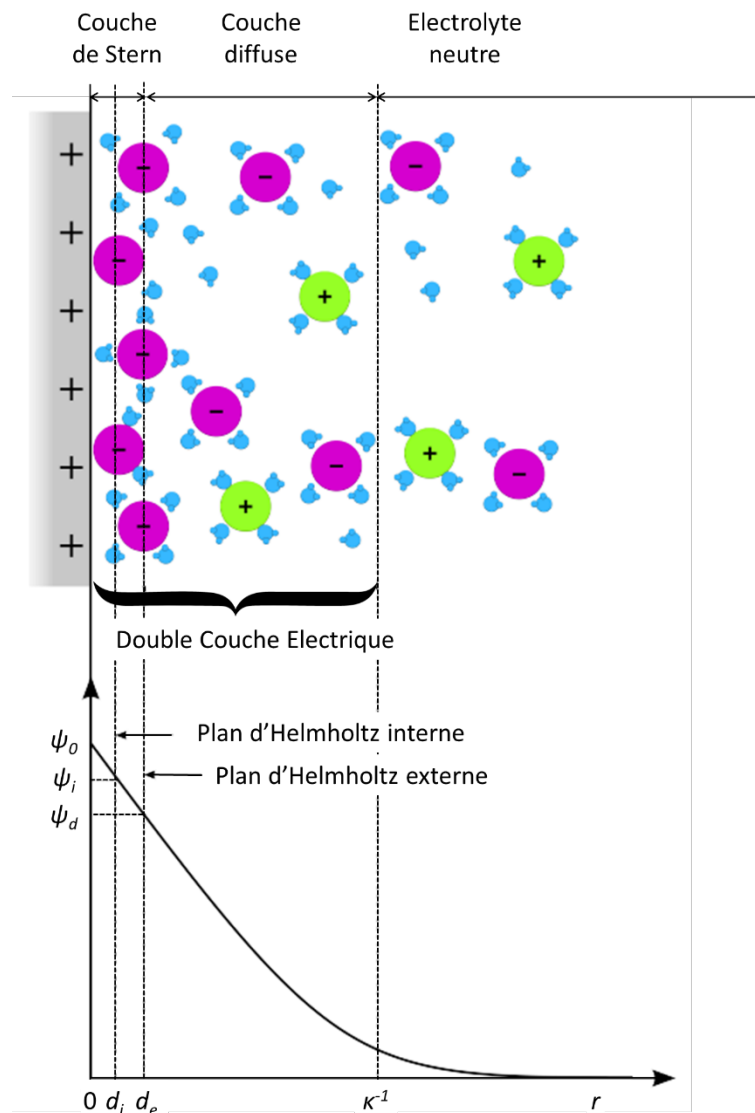 Couche
de Stern
Couche
diffuse
Electrolyte
neutre
+
-
-
-
+
+
-
+
+
+
-
+
-
-
+
-
+
-
+
-
+
-
+
Double Couche Electrique
Plan d’Helmholtz interne
Plan d’Helmholtz externe
ψ0
ψi
ψd
0 di de κ-1 r